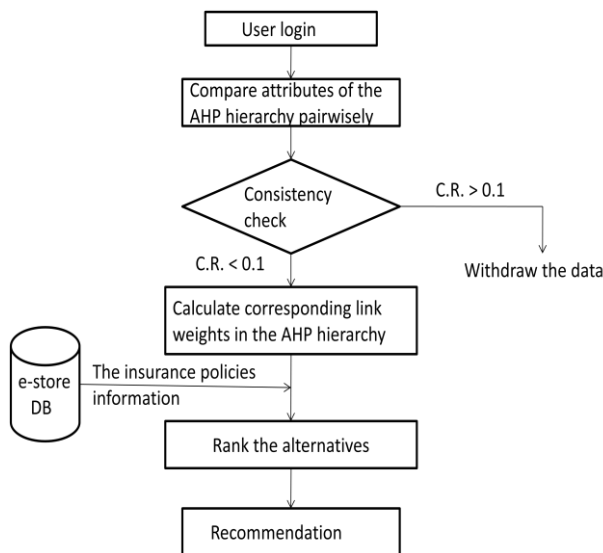 User login
Compare attributes of the
AHP hierarchy pairwisely
Consistency
check
C.R. > 0.1
Withdraw the data
C.R. < 0.1
Calculate corresponding link
weights in the AHP hierarchy
e-store
DB
The insurance policies
information
Rank the alternatives
Recommendation